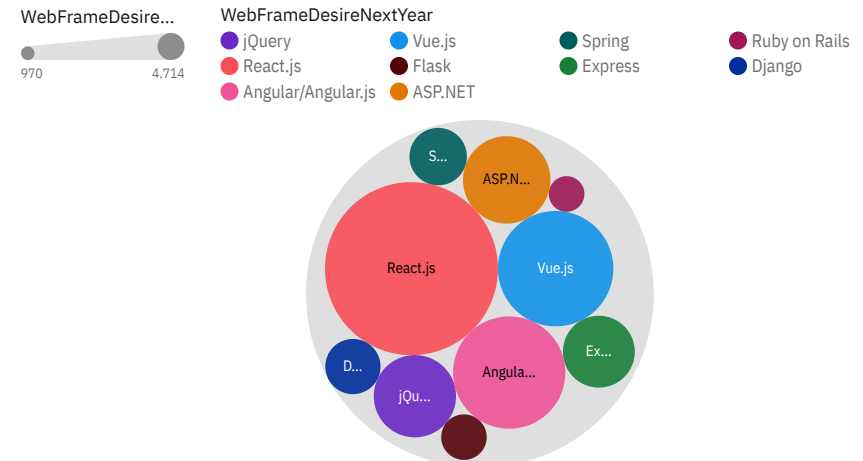 WebFrameDesire...
970
4.714
WebFrameDesireNextYear
jQuery
Vue.js
Spring
Ruby on Rails
React.js
Flask
Express
Django
Angular/Angular.js
ASP.NET
S...
ASP.N...
React.js
Vue.js
Ex...
D...
Angula...
jQu...